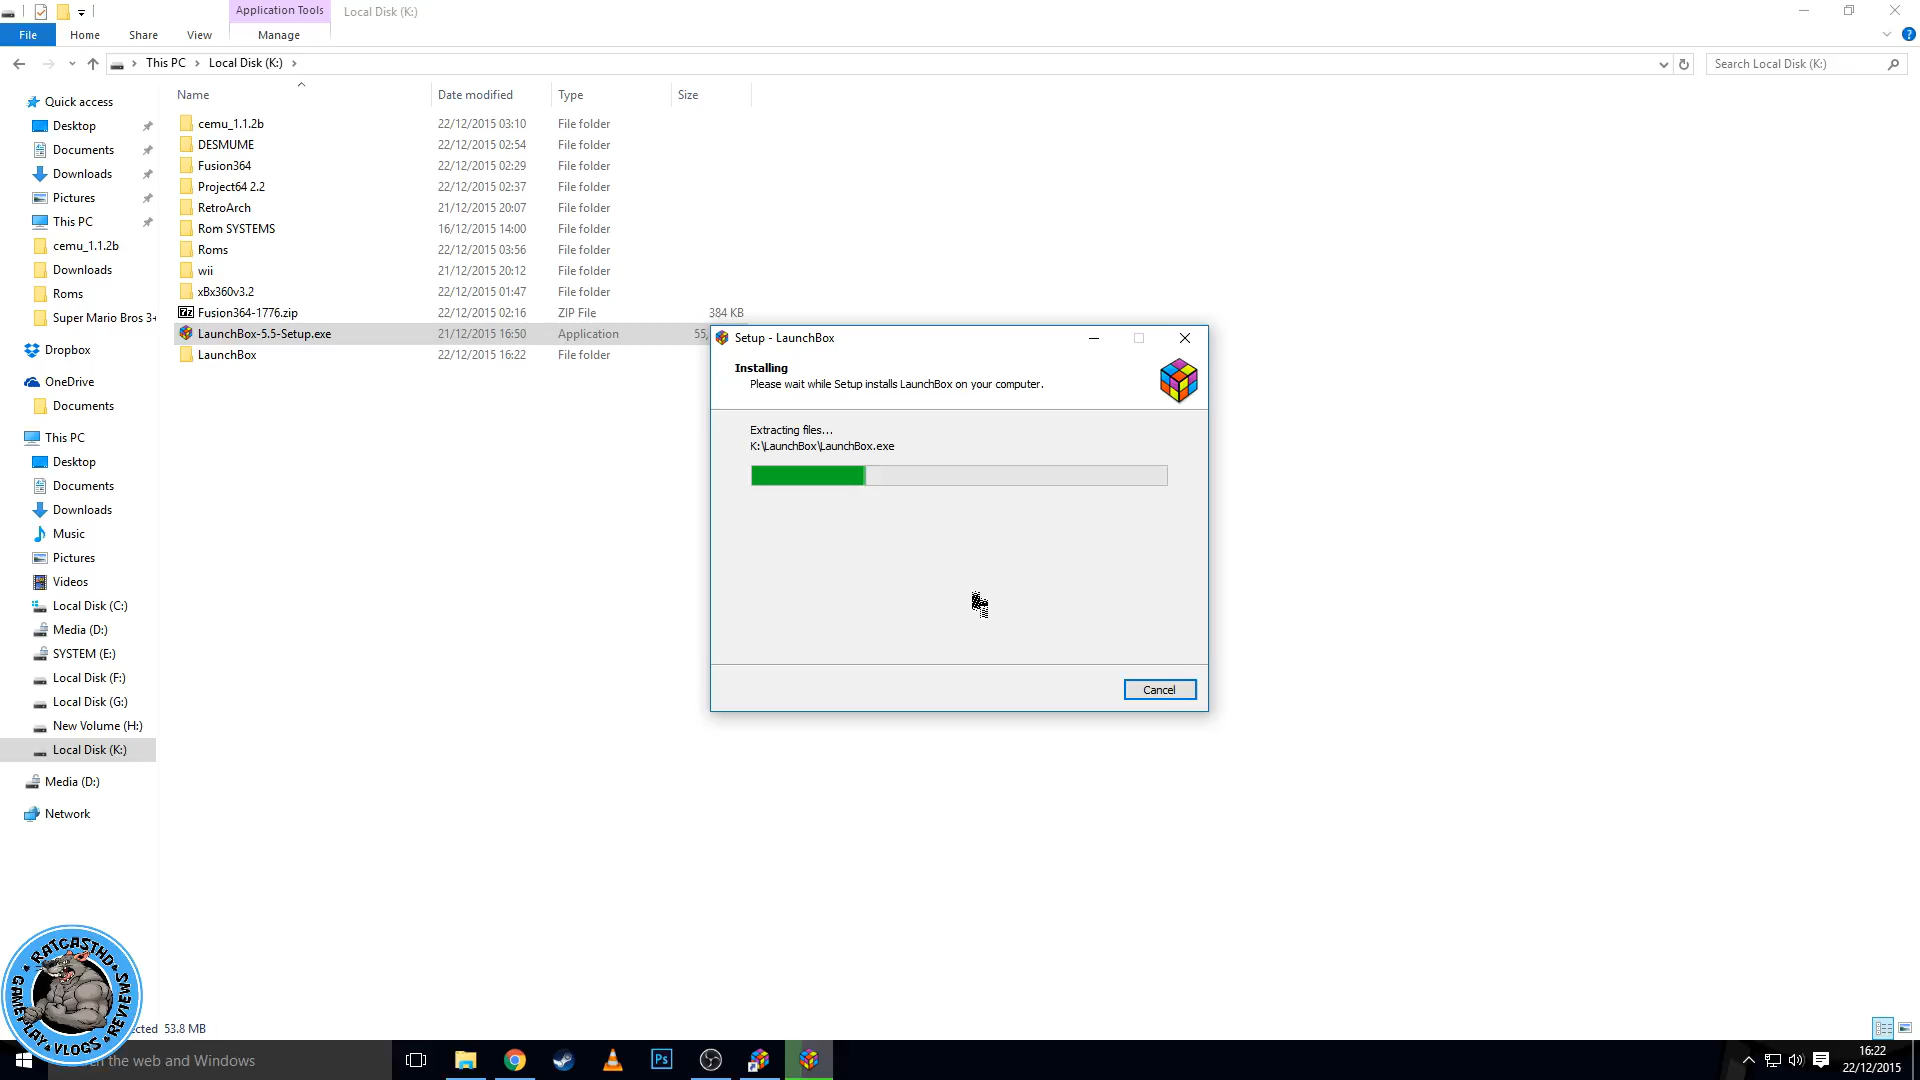 Application Tools
Local Disk (K:)
File
Home
Share
View
Manage
This PC
Local Disk (K:)
Search Local Disk (K:)
Name
Date modified
Type
Size
Quick access
Desktop
Documents
Downloads
Pictures
This PC
cemu_1.1.2b
Downloads
Roms
Super Mario Bros 3+
Dropbox
OneDrive
Documents
This PC
Desktop
Documents
Downloads
Music
Pictures
Videos
Local Disk (C:)
Media (D:)
SYSTEM (E:)
Local Disk (F:)
Local Disk (G:)
New Volume (H:)
Local Disk (K:)
Media (D:)
Network
cemu_1.1.2b 22/12/2015 03:10 File folder
DESMUME 22/12/2015 02:54 File folder
Fusion364 22/12/2015 02:29 File folder
Project64 2.2 22/12/2015 02:37 File folder
RetroArch 21/12/2015 20:07 File folder
Rom SYSTEMS 16/12/2015 14:00 File folder
Roms 22/12/2015 03:56 File folder
wii 21/12/2015 20:12 File folder
xBx360v3.2 22/12/2015 01:47 File folder
Fusion364-1776.zip 22/12/2015 02:16 ZIP File 384 KB
LaunchBox-5.5-Setup.exe 21/12/2015 16:50 Application 55,
LaunchBox 22/12/2015 16:22 File folder
Setup - LaunchBox
Installing
Please wait while Setup installs LaunchBox on your computer.
Extracting files...
K:\LaunchBox\LaunchBox.exe
Cancel
RATCASTHD
GAMEPLAY VLOGS REVIEWS
ected 53.8 MB
the web and Windows
Ps
16:22
22/12/2015